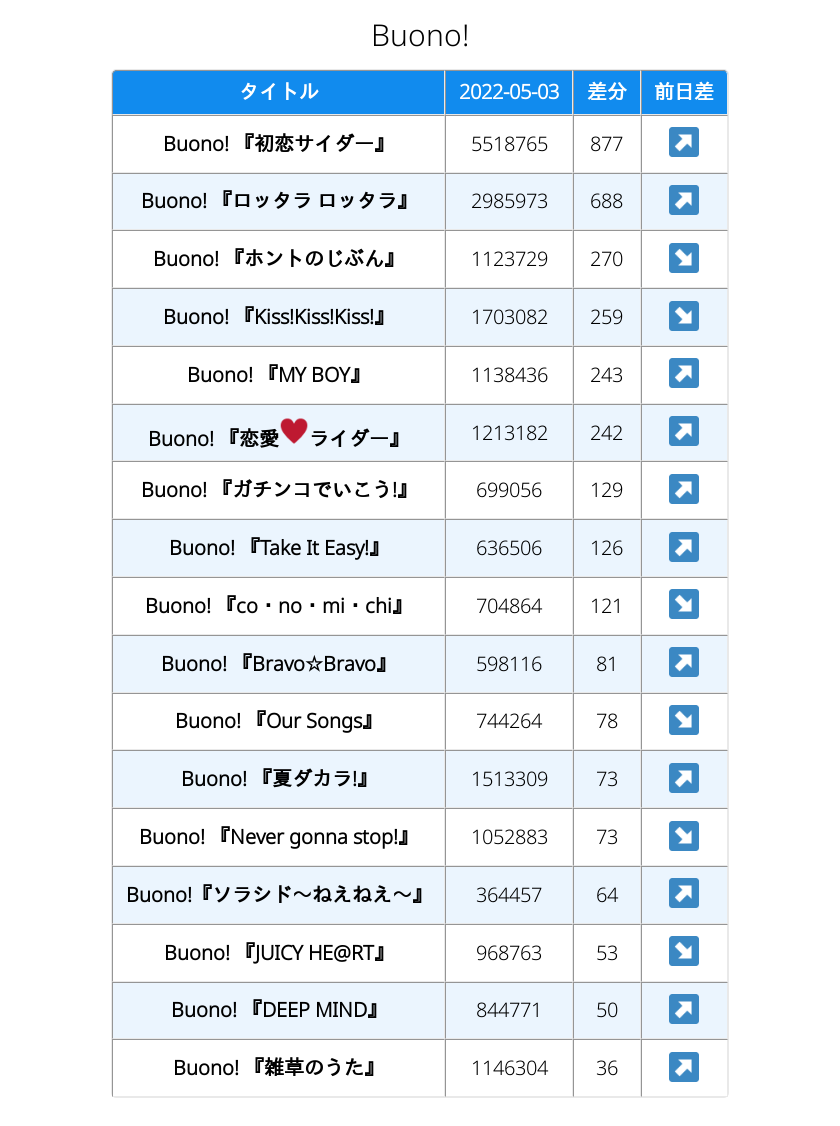 Buono!
タイトル 2022-05-03 差分 前日差
Buono! 『初恋サイダー』 5518765 877 ↗
Buono! 『ロッタラ ロッタラ』 2985973 688 ↗
Buono! 『ホントのじぶん』 1123729 270 ↘
Buono! 『Kiss!Kiss!Kiss!』 1703082 259 ↘
Buono! 『MY BOY』 1138436 243 ↗
Buono! 『恋愛♥ライダー』 1213182 242 ↗
Buono! 『ガチンコでいこう!』 699056 129 ↗
Buono! 『Take It Easy!』 636506 126 ↗
Buono! 『co・no・mi・chi』 704864 121 ↘
Buono! 『Bravo☆Bravo』 598116 81 ↗
Buono! 『Our Songs』 744264 78 ↘
Buono! 『夏ダカラ!』 1513309 73 ↗
Buono! 『Never gonna stop!』 1052883 73 ↘
Buono!『ソラシド〜ねえねえ〜』 364457 64 ↗
Buono! 『JUICY HE@RT』 968763 53 ↘
Buono! 『DEEP MIND』 844771 50 ↗
Buono! 『雑草のうた』 1146304 36 ↗